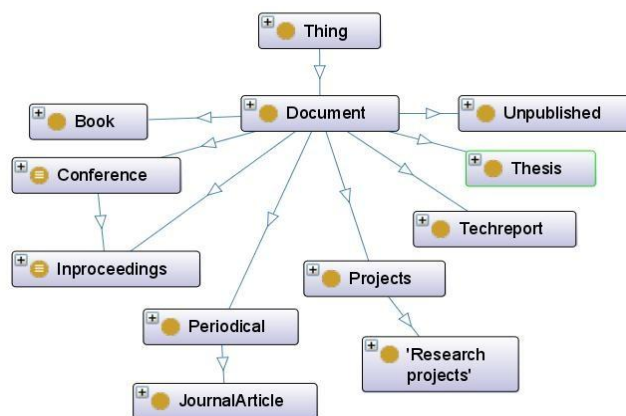 Thing
Document
Book
Unpublished
Conference
Thesis
Techreport
Inproceedings
Projects
Periodical
'Research
projects'
JournalArticle